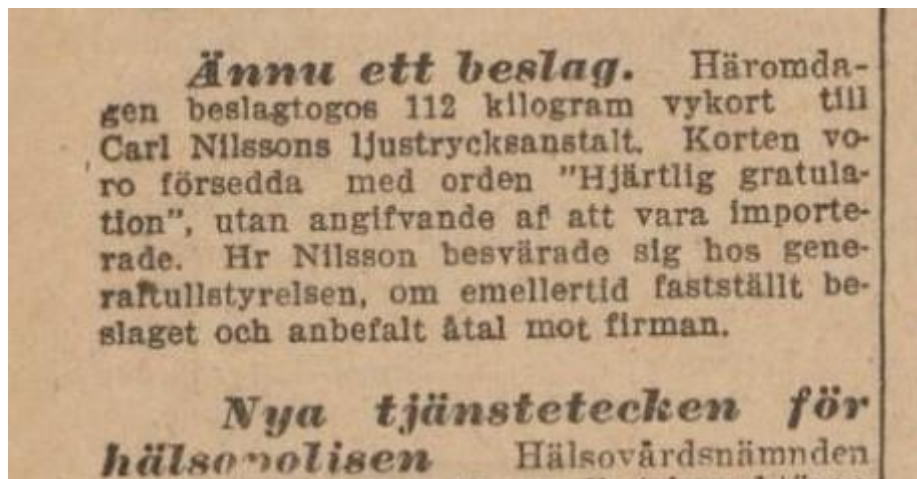 Ännu ett beslag. Häromda-
gen beslagtogos 112 kilogram vykort till
Carl Nilssons ljustrycksanstalt. Korten vo-
ro försedda med orden "Hjärtlig gratula-
tion", utan angifvande af att vara importe-
rade. Hr Nilsson besvärade sig hos gene-
raltullstyrelsen, om emellertid fastställt be-
slaget och anbefalt åtal mot firman.
Nya tjänstetecken för
hälsopolisen Hälsovårdsnämnden